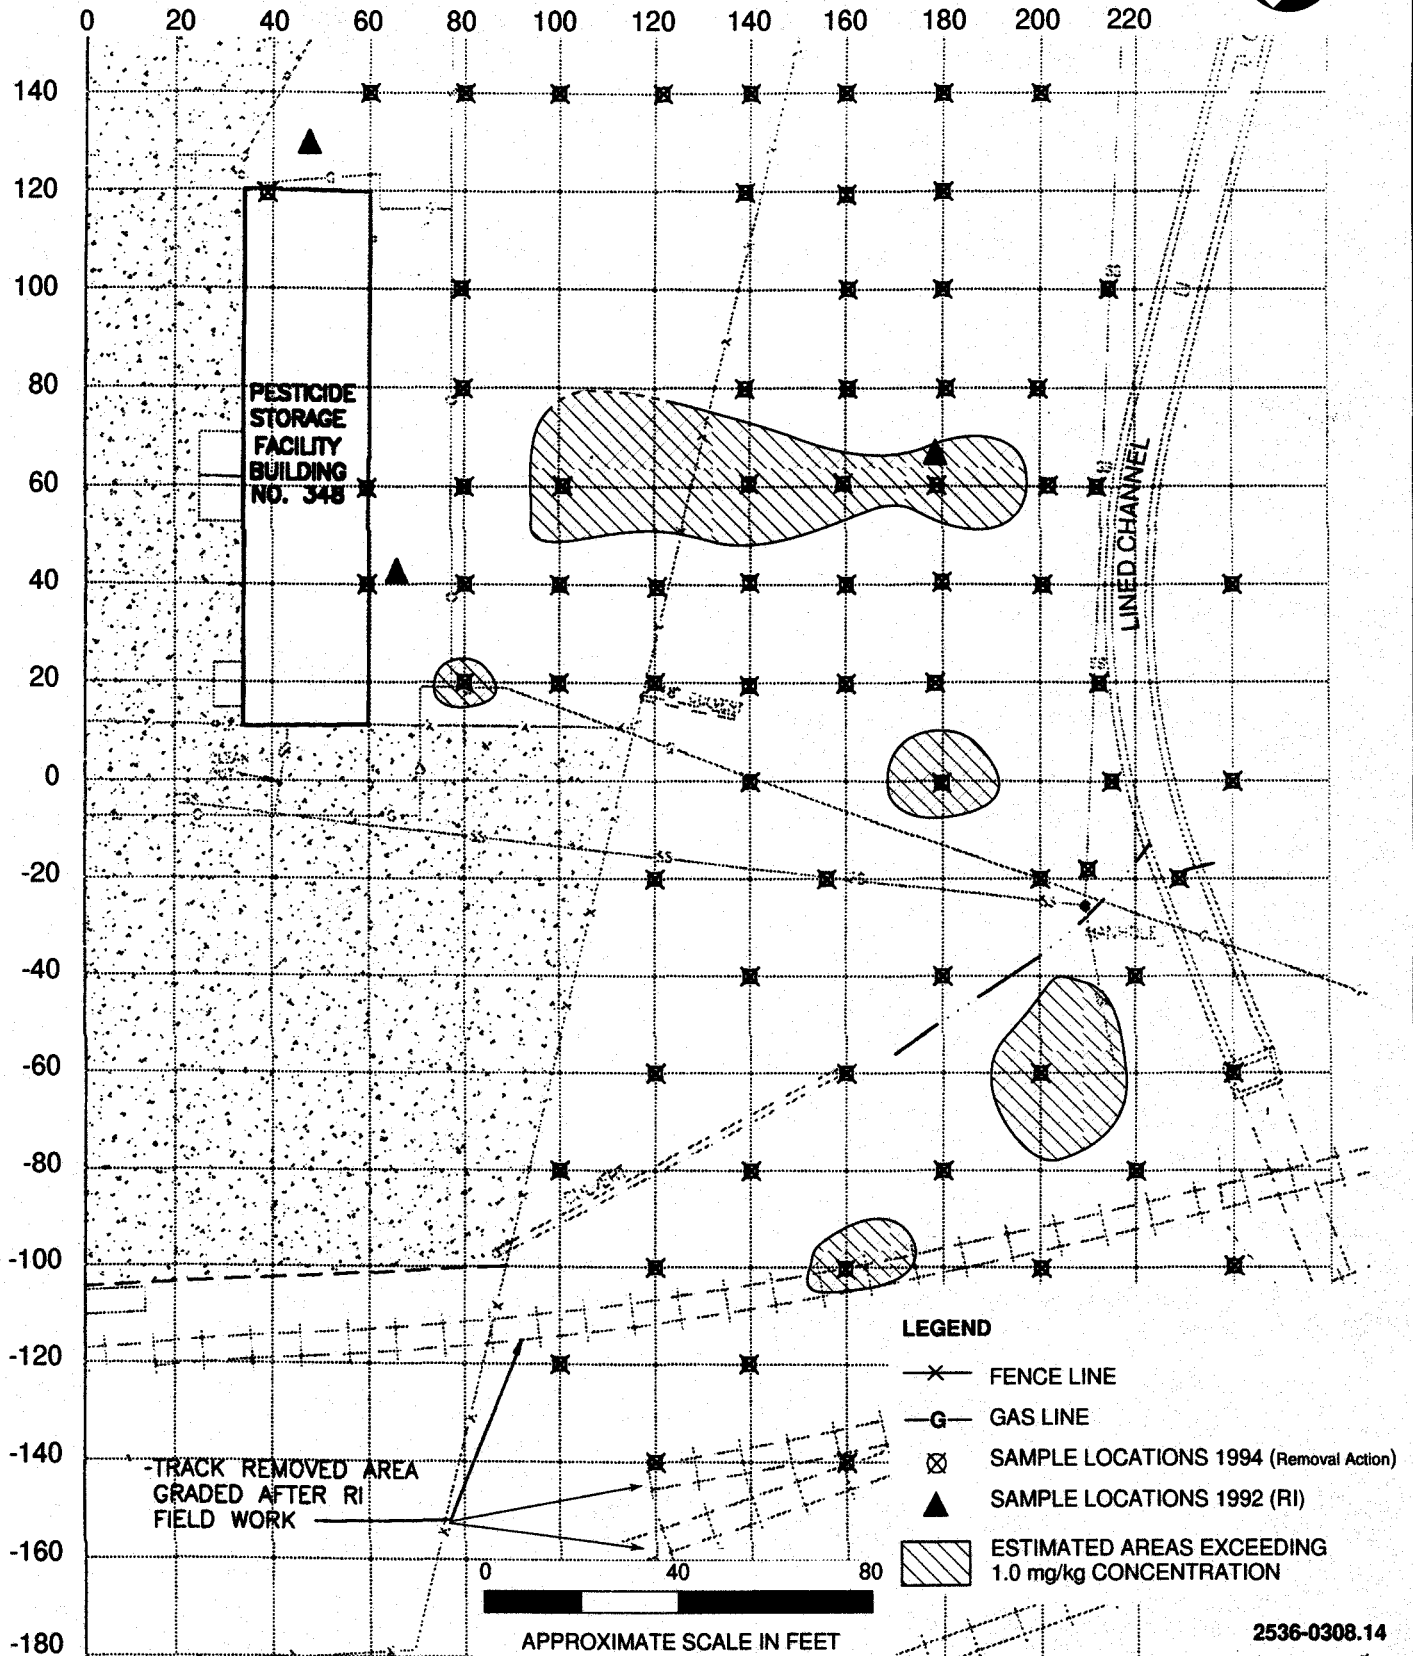 0 20 40 60 80 100 120 140 160 180 200 220
140
120
100
80
60
40
20
0
-20
-40
-60
-80
-100
-120
-140
-160
-180
PESTICIDE
STORAGE
FACILITY
BUILDING
NO. 348
LINED CHANNEL
-TRACK REMOVED AREA
GRADED AFTER RI
FIELD WORK
LEGEND
FENCE LINE
G GAS LINE
SAMPLE LOCATIONS 1994 (Removal Action)
SAMPLE LOCATIONS 1992 (RI)
ESTIMATED AREAS EXCEEDING
1.0 mg/kg CONCENTRATION
0 40 80
APPROXIMATE SCALE IN FEET
2536-0308.14